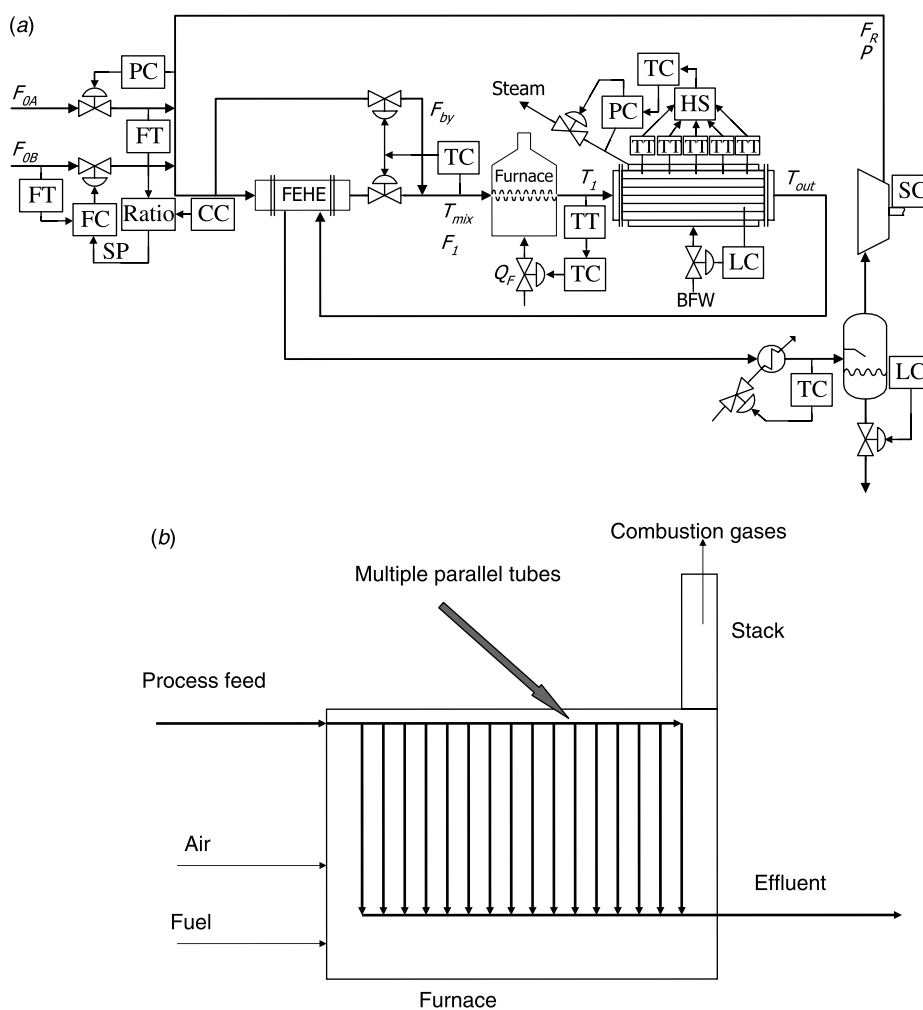 (a)
F0A
PC
FT
F0B
FT
FC
SP
Ratio
CC
FEHE
Fby
TC
Tmix
F1
Furnace
QF
T1
TT
TC
Steam
PC
TC
HS
TT TT TT TT TT
Tout
LC
BFW
FR
P
SC
TC
LC
(b)
Combustion gases
Multiple parallel tubes
Stack
Process feed
Air
Effluent
Fuel
Furnace